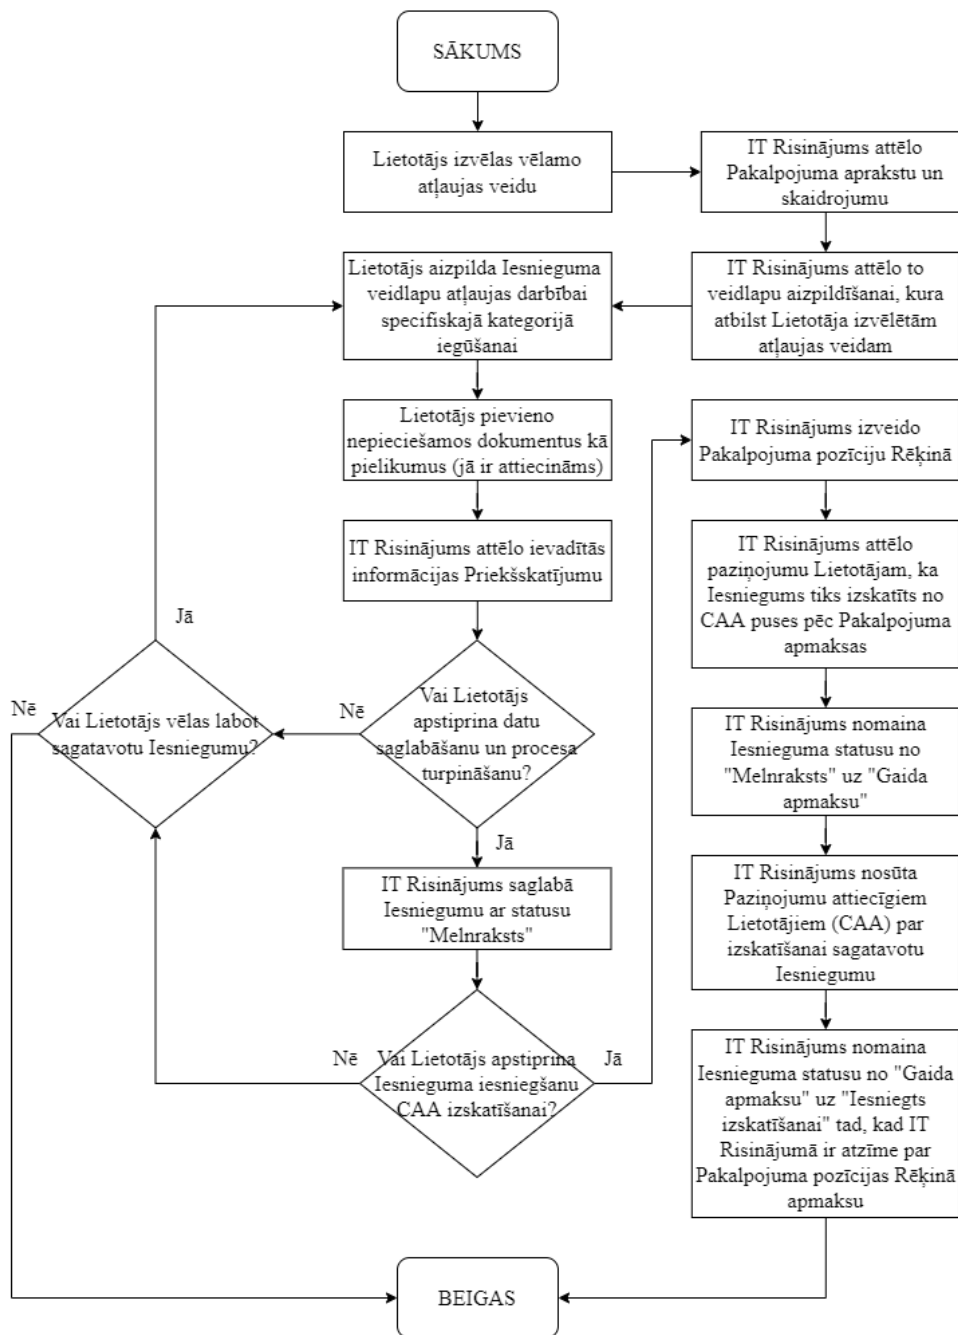 SĀKUMS
Lietotājs izvēlas vēlamo
atļaujas veidu
IT Risinājums attēlo
Pakalpojuma aprakstu un
skaidrojumu
IT Risinājums attēlo to
veidlapu aizpildīšanai, kura
atbilst Lietotāja izvēlētām
atļaujas veidam
Lietotājs aizpilda Iesnieguma
veidlapu atļaujas darbībai
specifiskajā kategorijā
iegūšanai
Lietotājs pievieno
nepieciešamos dokumentus kā
pielikumus (jā ir attiecināms)
IT Risinājums attēlo ievadītās
informācijas Priekšskatījumu
Vai Lietotājs
apstiprina datu
saglabāšanu un procesa
turpināšanu?
Nē
Vai Lietotājs vēlas labot
sagatavotu Iesniegumu?
Jā
Nē
Jā
IT Risinājums saglabā
Iesniegumu ar statusu
"Melnraksts"
Vai Lietotājs apstiprina
Iesnieguma iesniegšanu
CAA izskatīšanai?
Nē
Jā
IT Risinājums izveido
Pakalpojuma pozīciju Rēķinā
IT Risinājums attēlo
paziņojumu Lietotājam, ka
Iesniegums tiks izskatīts no
CAA puses pēc Pakalpojuma
apmaksas
IT Risinājums nomaina
Iesnieguma statusu no
"Melnraksts" uz "Gaida
apmaksu"
IT Risinājums nosūta
Paziņojumu attiecīgiem
Lietotājiem (CAA) par
izskatīšanai sagatavotu
Iesniegumu
IT Risinājums nomaina
Iesnieguma statusu no "Gaida
apmaksu" uz "Iesniegts
izskatīšanai" tad, kad IT
Risinājumā ir atzīme par
Pakalpojuma pozīcijas Rēķinā
apmaksu
BEIGAS